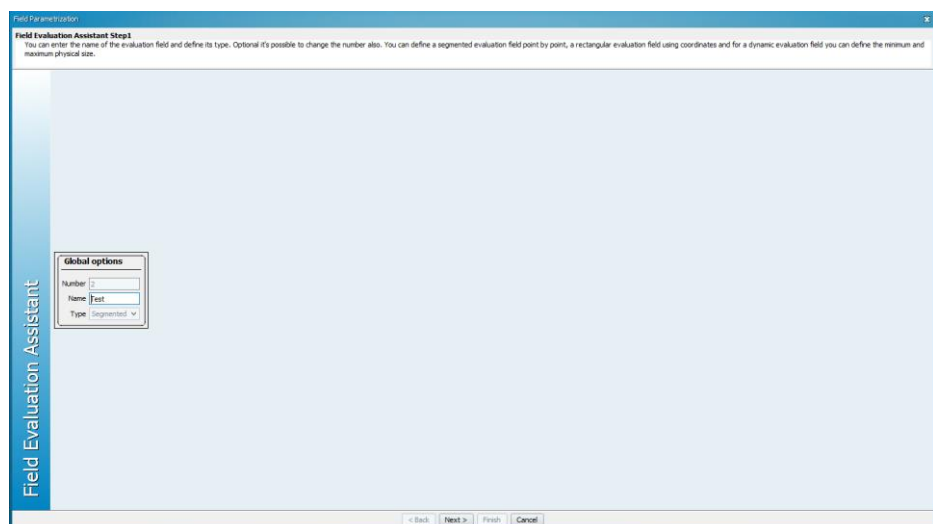 Field Parametrization
Field Evaluation Assistant Step1
You can enter the name of the evaluation field and define its type. Optional it's possible to change the number also. You can define a segmented evaluation field point by point, a rectangular evaluation field using coordinates and for a dynamic evaluation field you can define the minimum and
maximum physical size.
Global options
Number 2
Name Test
Type Segmented
Field Evaluation Assistant
< Back Next > Finish Cancel